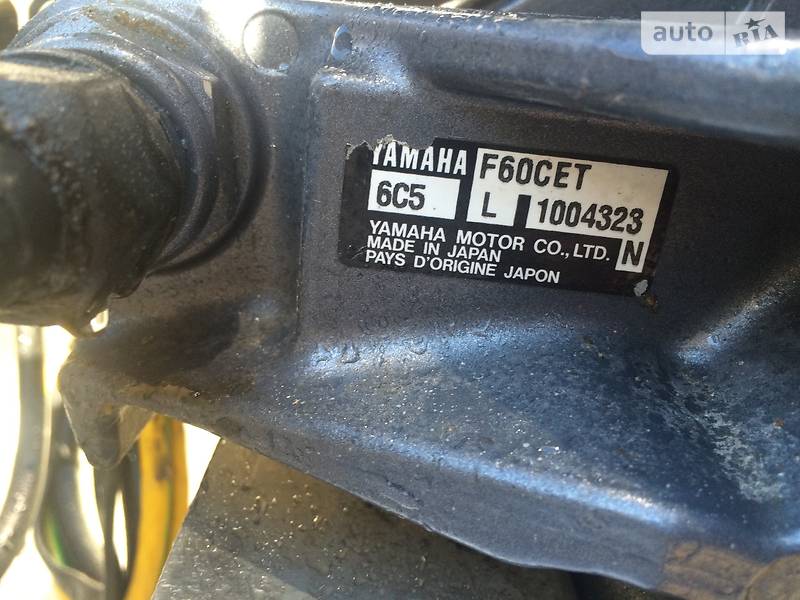 auto RIA
YAMAHA F60CET
6C5 L 1004323
YAMAHA MOTOR CO., LTD. N
MADE IN JAPAN
PAYS D'ORIGINE JAPON